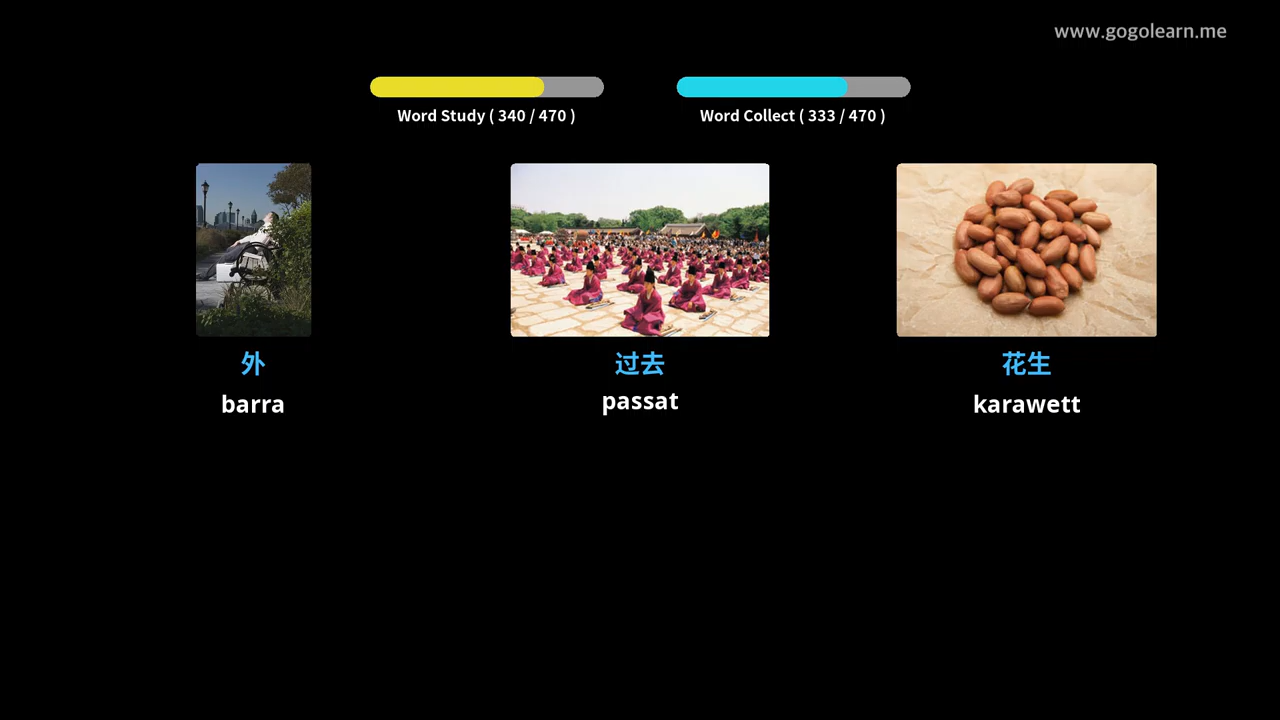 www.gogolearn.me
Word Study ( 340 / 470 )
Word Collect ( 333 / 470 )
外
过去
花生
barra
passat
karawett